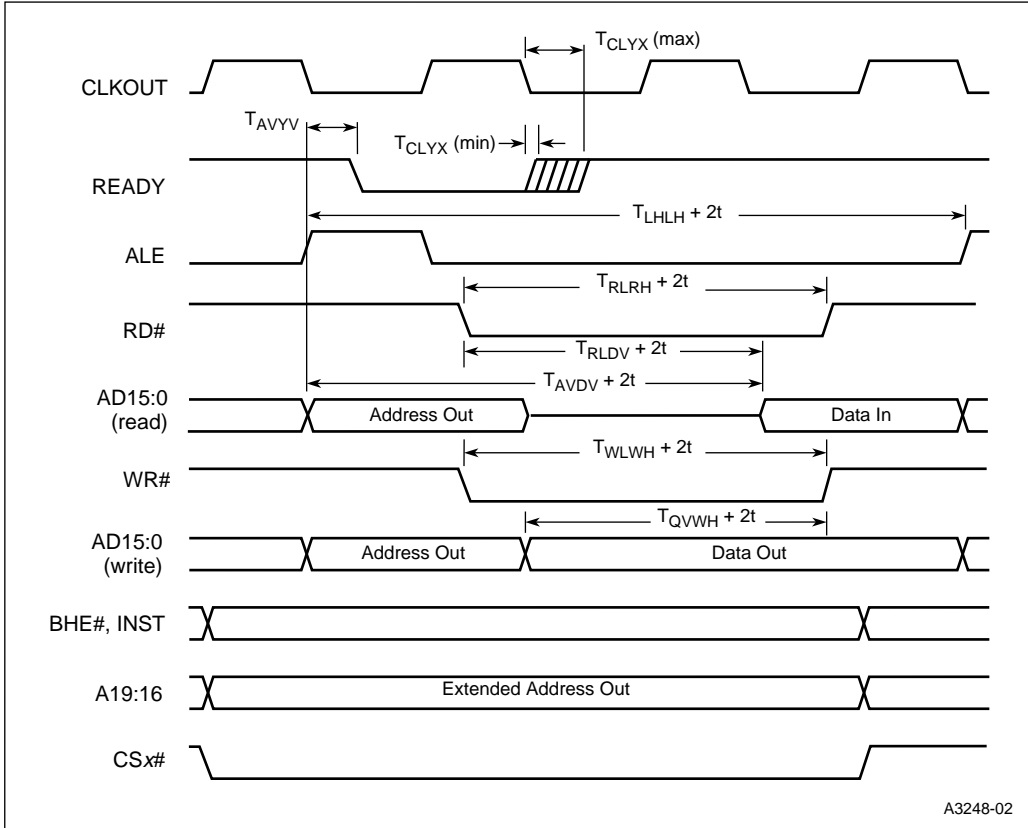 T_CLYX (max)
CLKOUT
T_AVYV
T_CLYX (min)
READY
T_LHLH + 2t
ALE
T_RLRH + 2t
RD#
T_RLDV + 2t
T_AVDV + 2t
AD15:0
(read)
Address Out
Data In
T_WLWH + 2t
WR#
T_QVWH + 2t
AD15:0
(write)
Address Out
Data Out
BHE#, INST
A19:16
Extended Address Out
CSx#
A3248-02